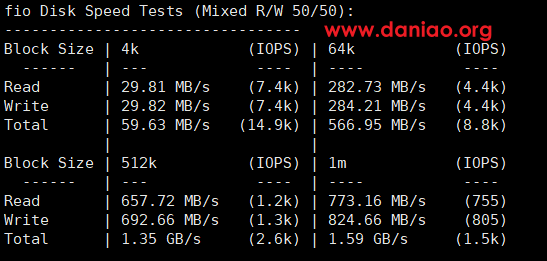 fio Disk Speed Tests (Mixed R/W 50/50):
www.daniao.org
---------------------------------
Block Size | 4k            (IOPS) | 64k           (IOPS)
  ------   | ---            ----  | ----           ----
Read       | 29.81 MB/s    (7.4k) | 282.73 MB/s   (4.4k)
Write      | 29.82 MB/s    (7.4k) | 284.21 MB/s   (4.4k)
Total      | 59.63 MB/s   (14.9k) | 566.95 MB/s   (8.8k)
           |                      |
Block Size | 512k          (IOPS) | 1m            (IOPS)
  ------   | ---            ----  | ----           ----
Read       | 657.72 MB/s   (1.2k) | 773.16 MB/s    (755)
Write      | 692.66 MB/s   (1.3k) | 824.66 MB/s    (805)
Total      | 1.35 GB/s     (2.6k) | 1.59 GB/s     (1.5k)